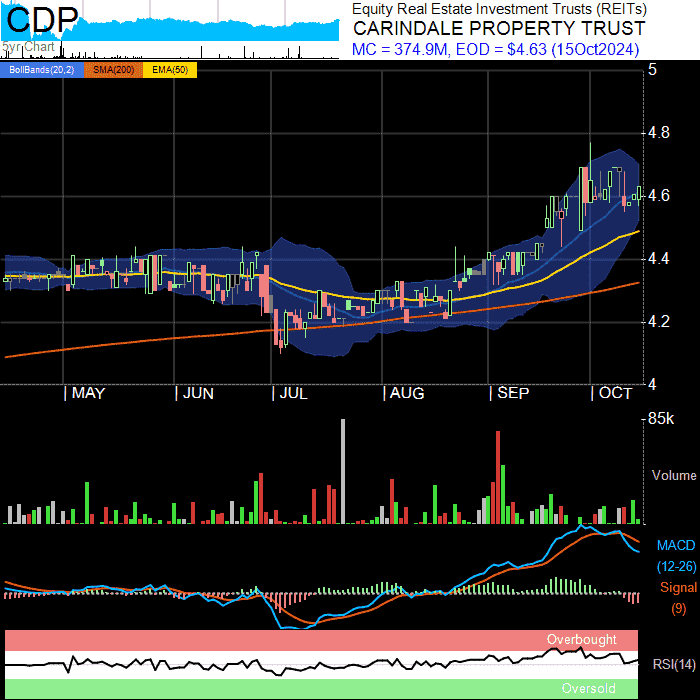 CDP
5yr Chart
Equity Real Estate Investment Trusts (REITs)
CARINDALE PROPERTY TRUST
MC = 374.9M, EOD = $4.63 (15Oct2024)
BollBands(20,2) SMA(200) EMA(50)
5
4.8
4.6
4.4
4.2
4
| MAY | JUN | JUL | AUG | SEP | OCT
85k
Volume
MACD
(12-26)
Signal
(9)
Overbought
RSI(14)
Oversold